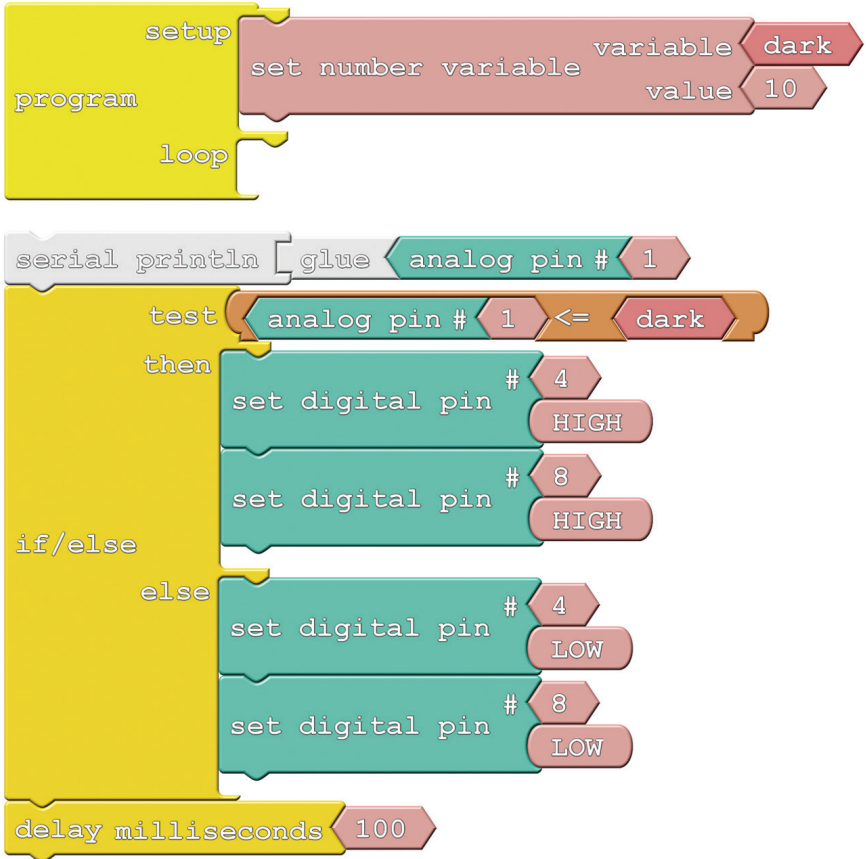 setup
set number variable variable dark
value 10
program
loop
serial println glue analog pin # 1
test analog pin # 1 <= dark
then
set digital pin # 4
HIGH
set digital pin # 8
HIGH
if/else
else
set digital pin # 4
LOW
set digital pin # 8
LOW
delay milliseconds 100